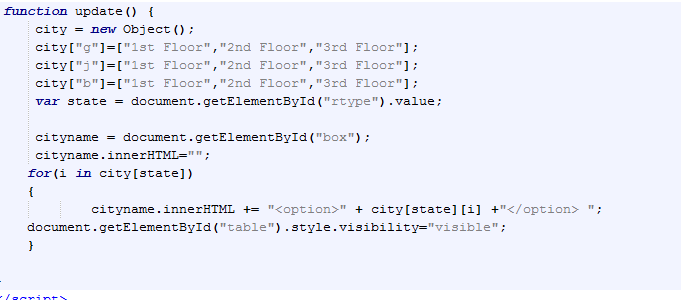 function update() {
city = new Object();
city["g"]=["1st Floor","2nd Floor","3rd Floor"];
city["j"]=["1st Floor","2nd Floor","3rd Floor"];
city["b"]=["1st Floor","2nd Floor","3rd Floor"];
var state = document.getElementById("rtype").value;
cityname = document.getElementById("box");
cityname.innerHTML="";
for(i in city[state])
{
cityname.innerHTML += "<option>" + city[state][i] +"</option> ";
document.getElementById("table").style.visibility="visible";
}
</script>